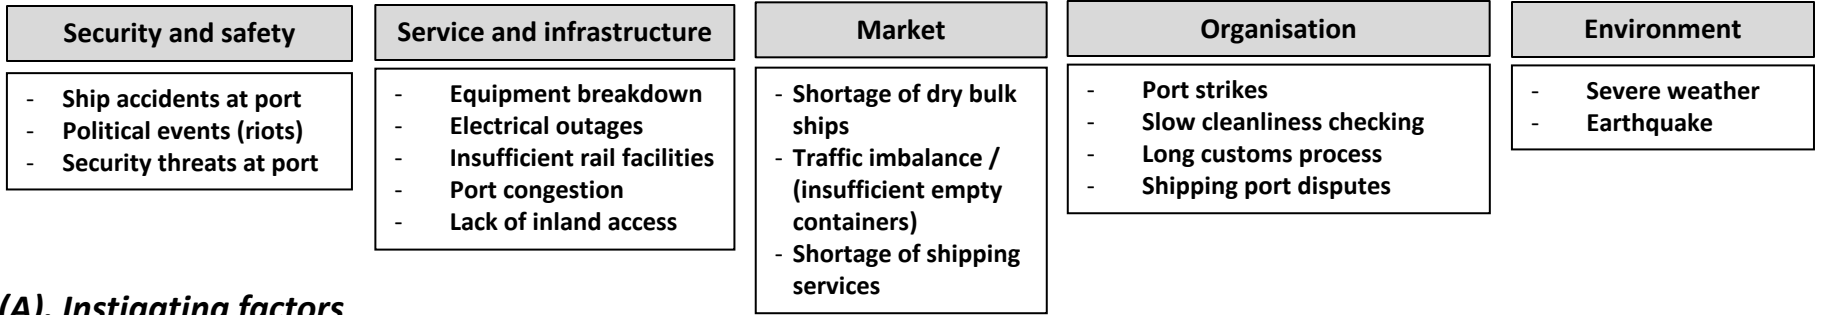 Security and safety
- Ship accidents at port
- Political events (riots)
- Security threats at port
Service and infrastructure
- Equipment breakdown
- Electrical outages
- Insufficient rail facilities
- Port congestion
- Lack of inland access
Market
- Shortage of dry bulk
ships
- Traffic imbalance /
(insufficient empty
containers)
- Shortage of shipping
services
Organisation
- Port strikes
- Slow cleanliness checking
- Long customs process
- Shipping port disputes
Environment
- Severe weather
- Earthquake
(A). Instigating factors